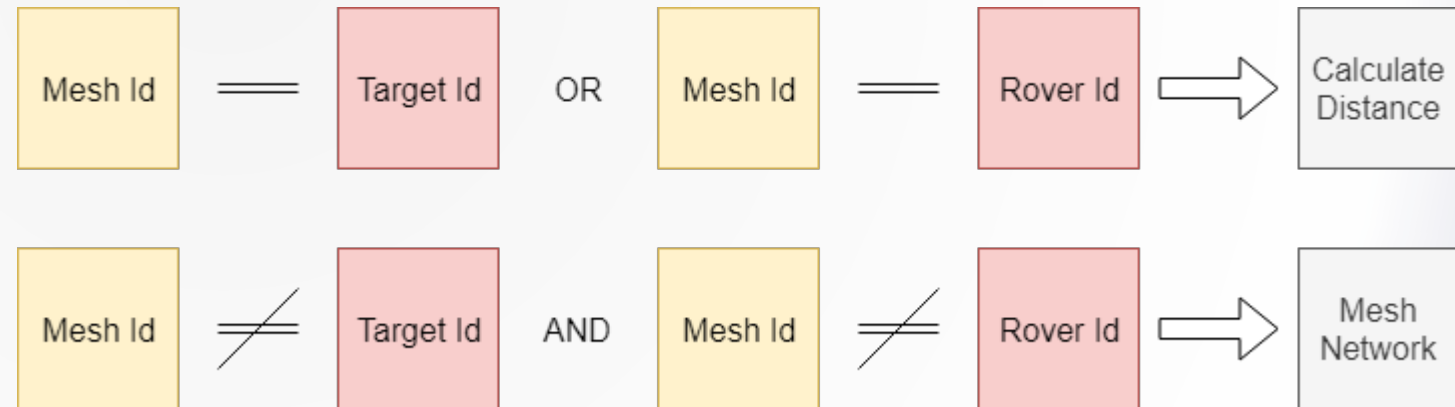 Mesh Id Target Id OR Mesh Id Rover Id Calculate
Distance
Mesh Id Target Id AND Mesh Id Rover Id Mesh
Network